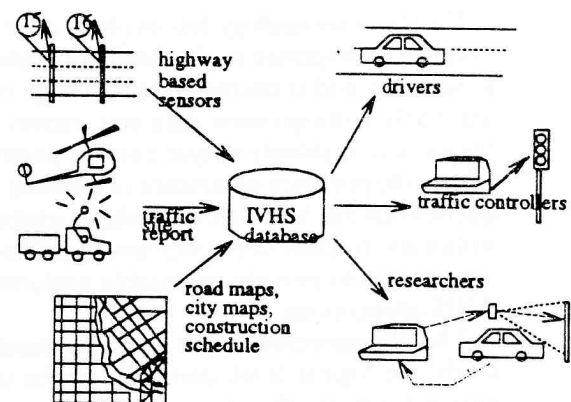 15 16
highway
based
sensors
drivers
IVHS
database
traffic
site
report
traffic controllers
road maps,
city maps,
construction
schedule
researchers